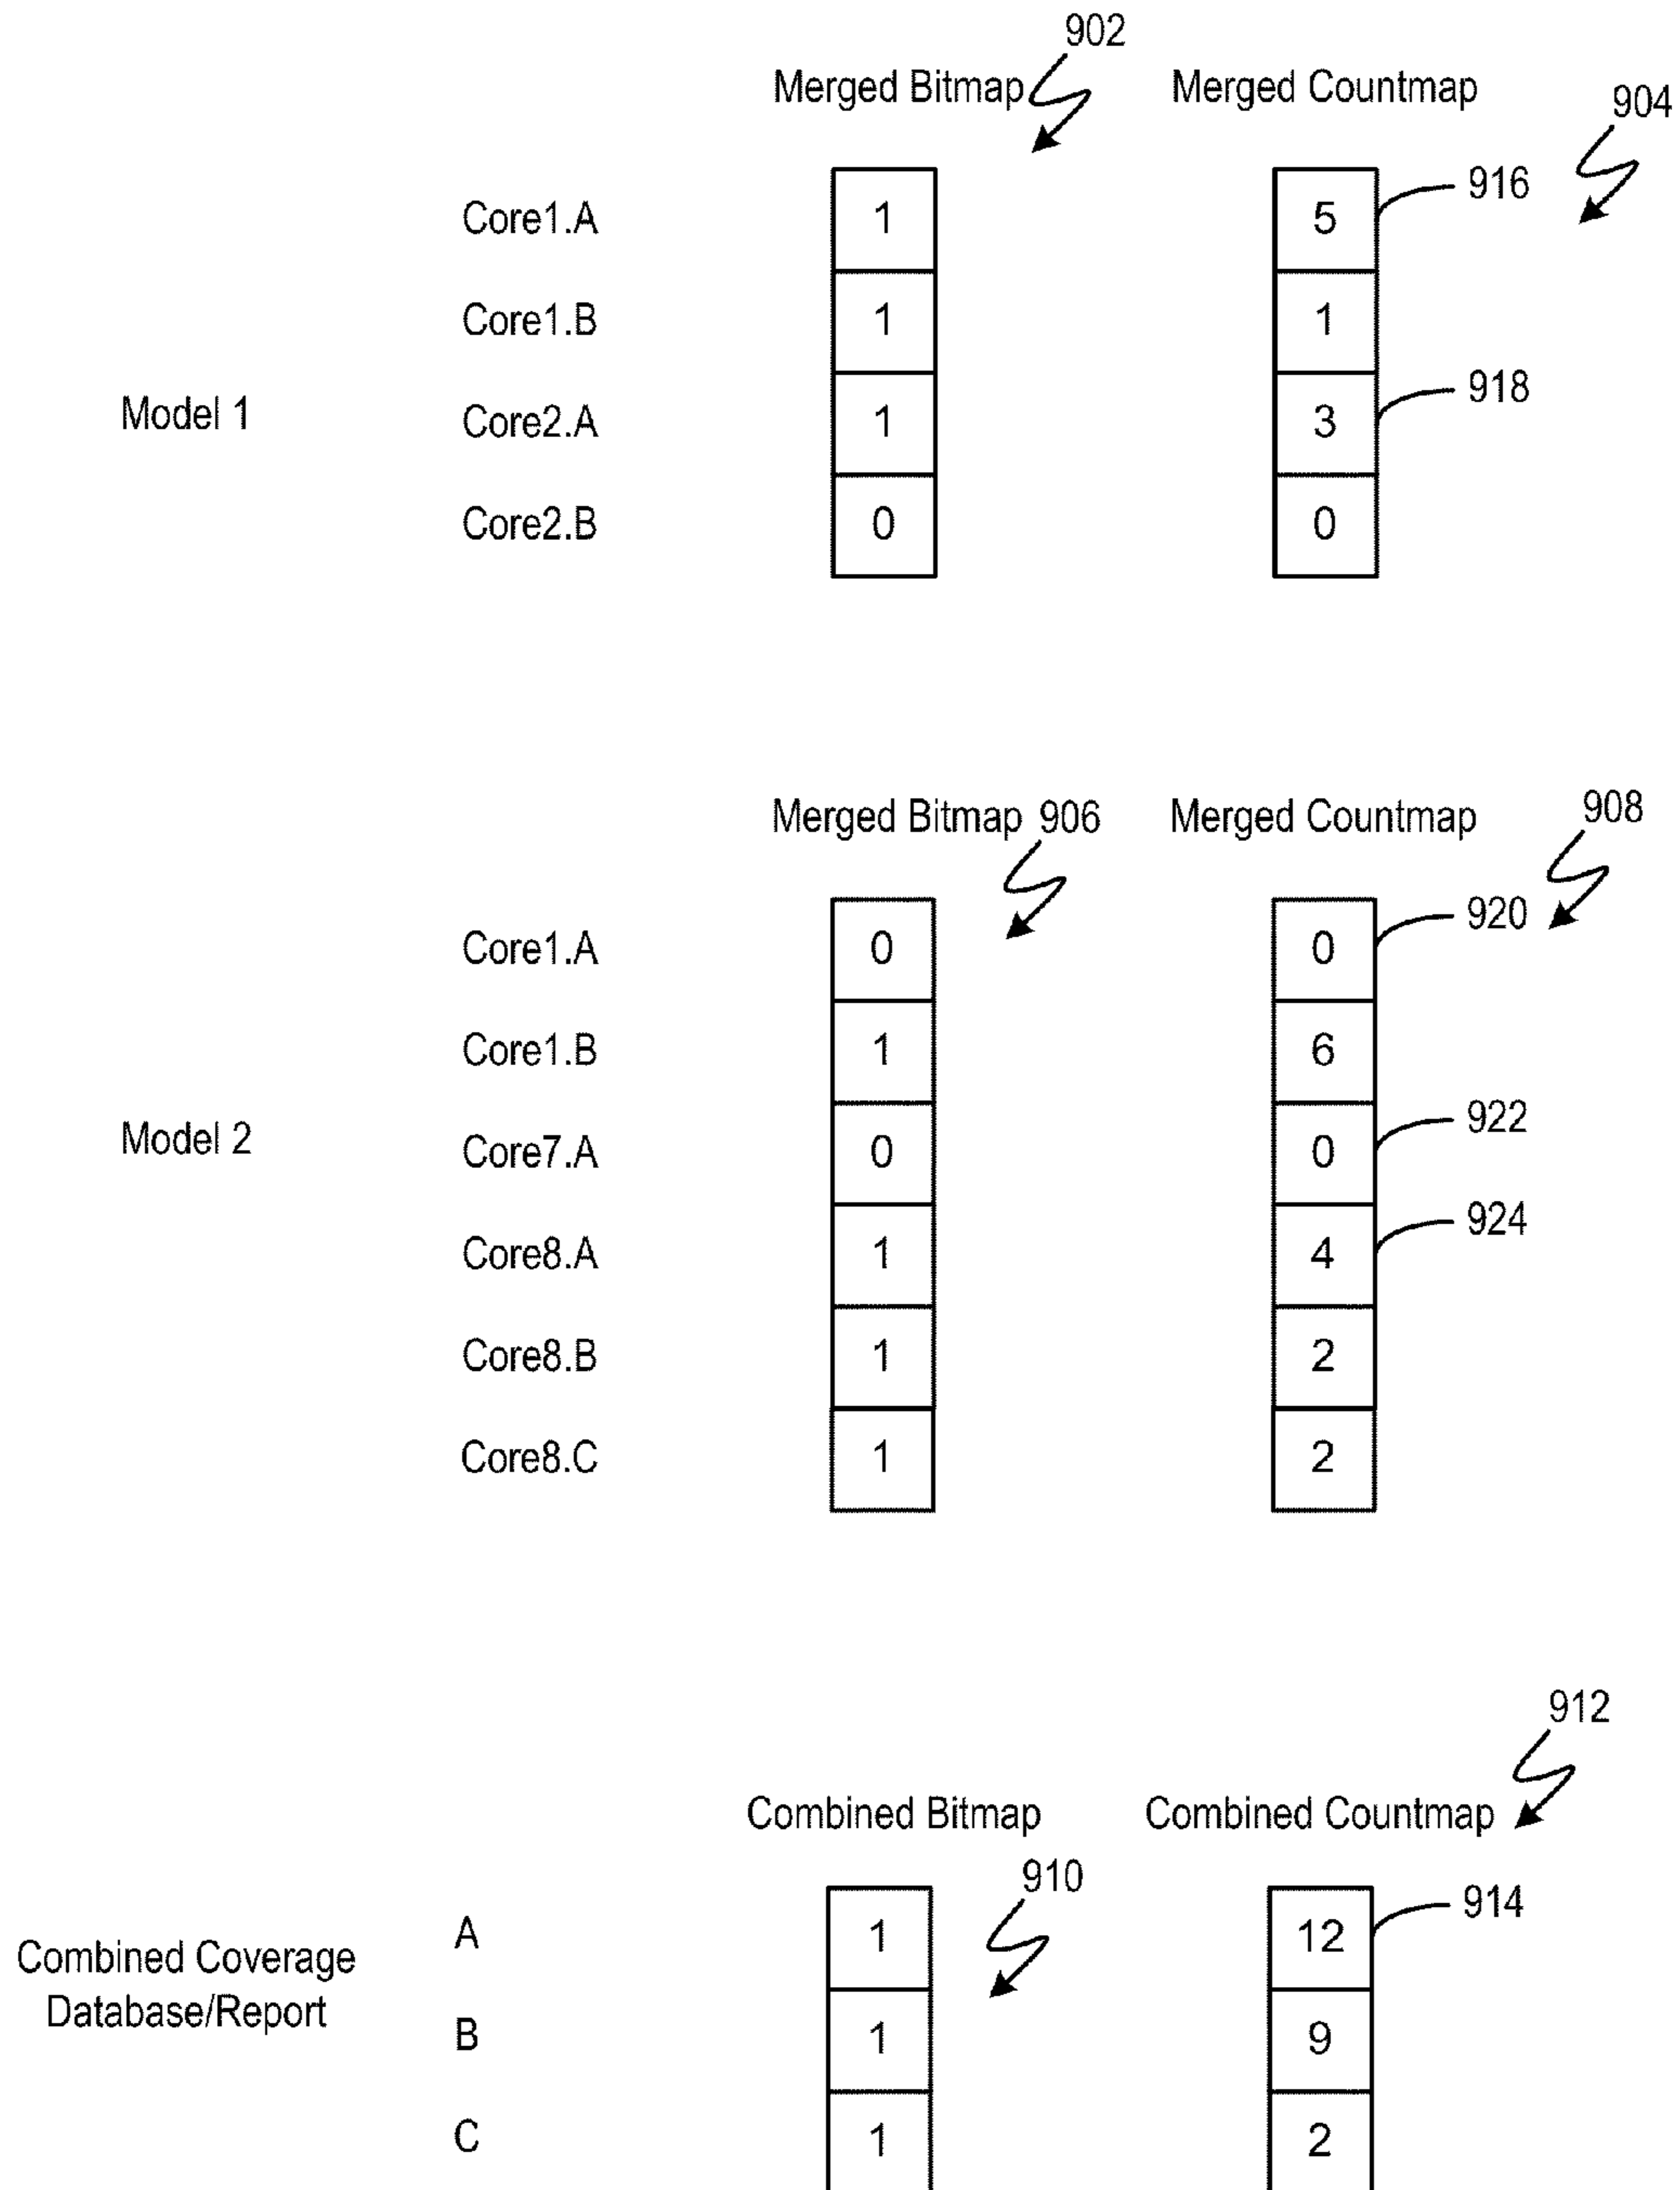 902
Merged Bitmap
Merged Countmap
904
Core1.A 1 5 916
Core1.B 1 1
Model 1
Core2.A 1 3 918
Core2.B 0 0
Merged Bitmap 906
Merged Countmap
908
Core1.A 0 0 920
Core1.B 1 6
Model 2
Core7.A 0 0 922
Core8.A 1 4 924
Core8.B 1 2
Core8.C 1 2
912
Combined Bitmap
Combined Countmap
910
Combined Coverage
Database/Report
A 1 12 914
B 1 9
C 1 2